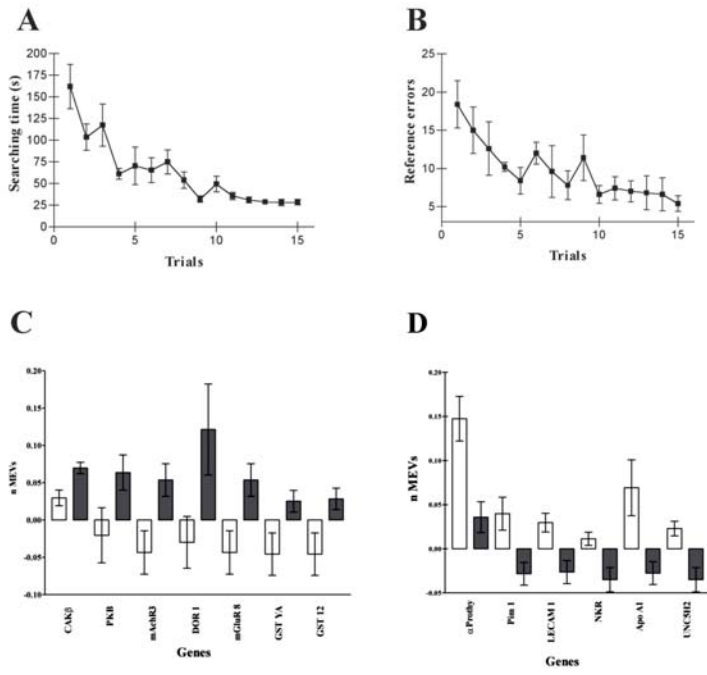 A
Searching time (s)
200
175
150
125
100
75
50
25
0
0
5
10
15
Trials
B
Reference errors
25
20
15
10
5
0
5
10
15
Trials
C
n MEVs
0.20
0.15
0.10
0.05
0.00
-0.05
-0.10
CAKβ
PKB
mAchR3
DOR 1
mGluR 8
GST YA
GST 12
Genes
D
n MEVs
0.20
0.15
0.10
0.05
0.00
-0.05
αProthy
Pim 1
LECAM 1
NKR
Apo A1
UNC5H2
Genes